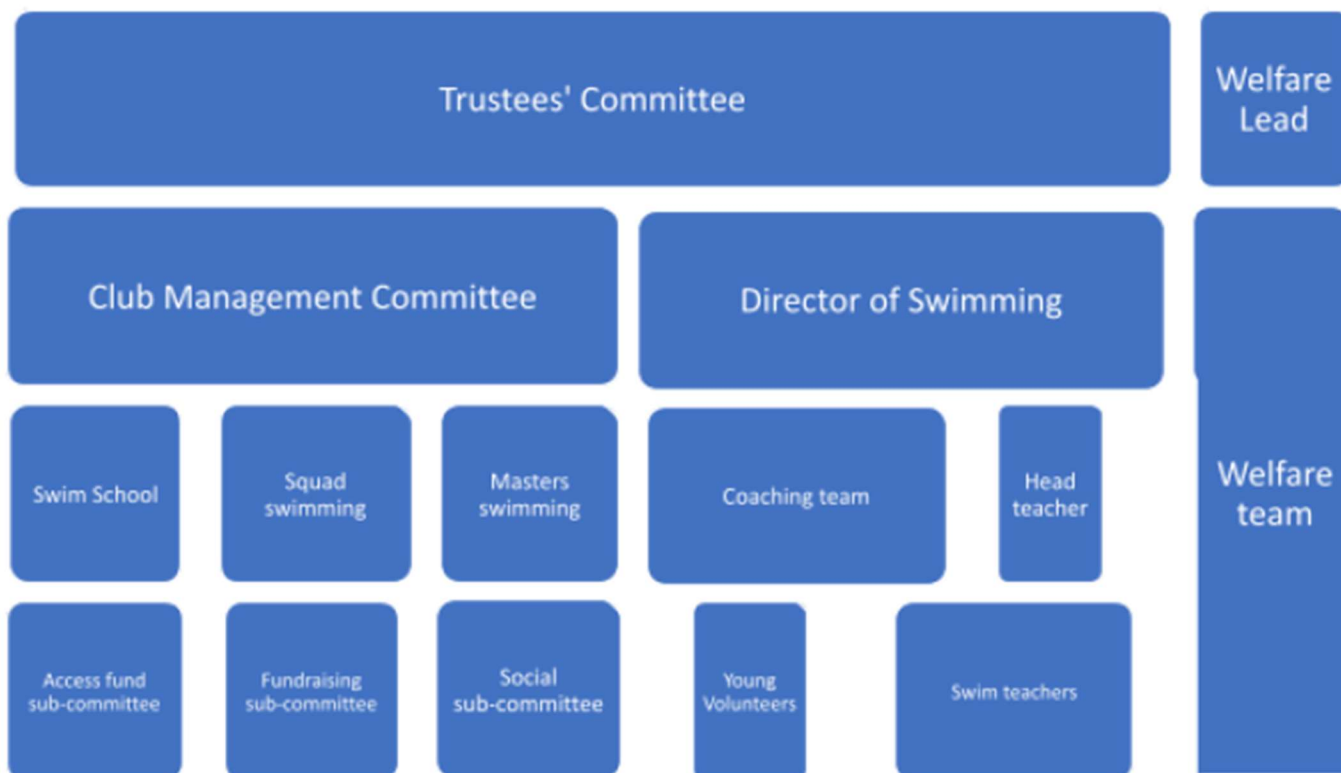 Trustees' Committee
Welfare
Lead
Club Management Committee
Director of Swimming
Swim School
Squad
swimming
Masters
swimming
Coaching team
Head
teacher
Welfare
team
Access fund
sub-committee
Fundraising
sub-committee
Social
sub-committee
Young
Volunteers
Swim teachers